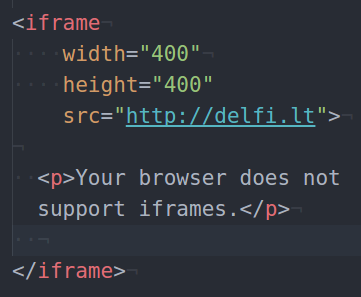 <iframe
    width="400"
    height="400"
    src="http://delfi.lt">

  <p>Your browser does not
  support iframes.</p>

</iframe>